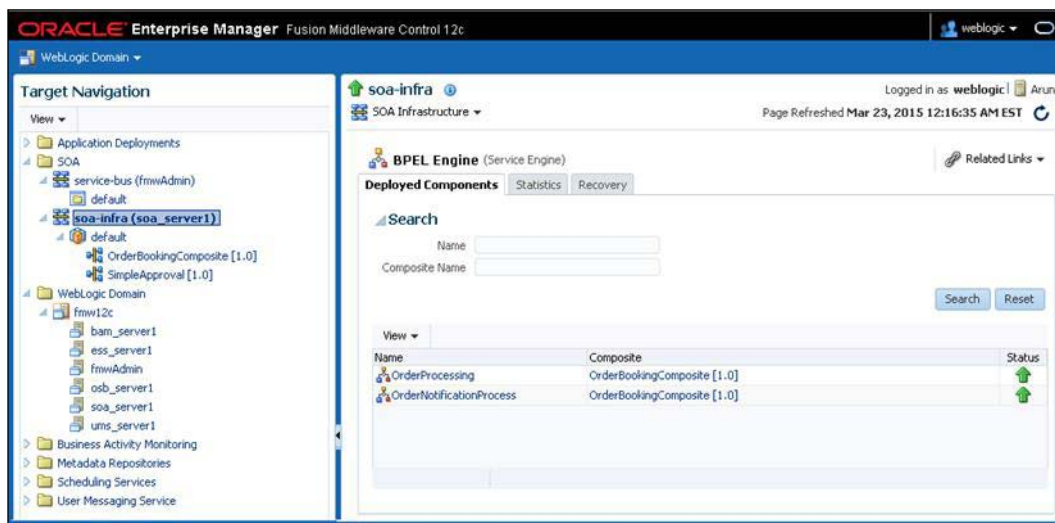 ORACLE Enterprise Manager Fusion Middleware Control 12c
weblogic
WebLogic Domain
Target Navigation
View
Application Deployments
SOA
service-bus (fmwAdmin)
default
soa-infra (soa_server1)
default
OrderBookingComposite [1.0]
SimpleApproval [1.0]
WebLogic Domain
fmw12c
bam_server1
ess_server1
fmwAdmin
osb_server1
soa_server1
ums_server1
Business Activity Monitoring
Metadata Repositories
Scheduling Services
User Messaging Service
soa-infra
Logged in as weblogic Arun
SOA Infrastructure
Page Refreshed Mar 23, 2015 12:16:35 AM EST
BPEL Engine (Service Engine)
Related Links
Deployed Components Statistics Recovery
Search
Name
Composite Name
Search Reset
View
Name Composite Status
OrderProcessing OrderBookingComposite [1.0]
OrderNotificationProcess OrderBookingComposite [1.0]